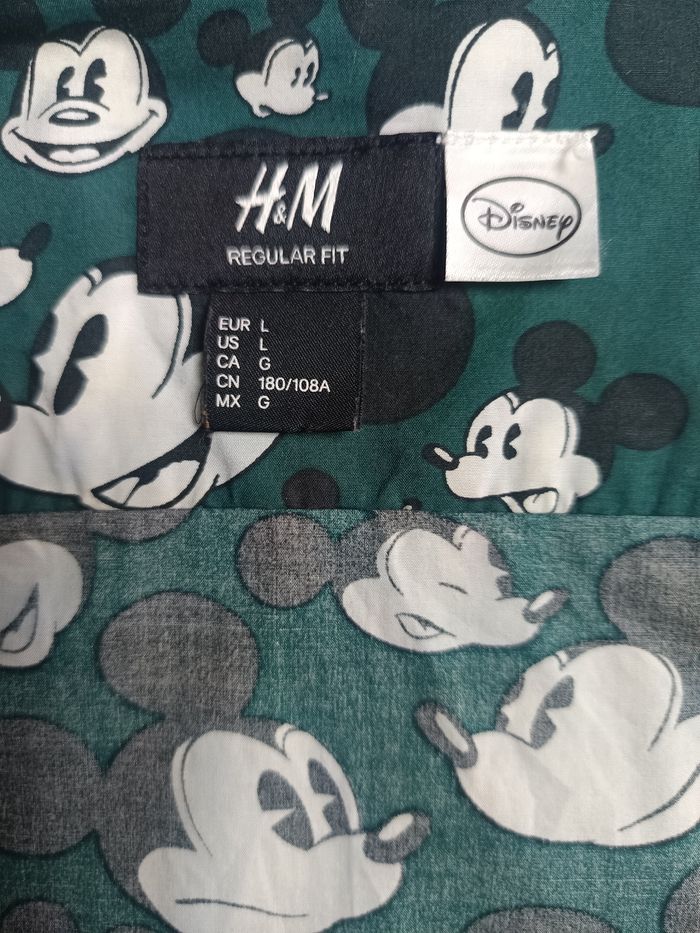 H&M
REGULAR FIT
Disney
EUR L
US L
CA G
CN 180/108A
MX G